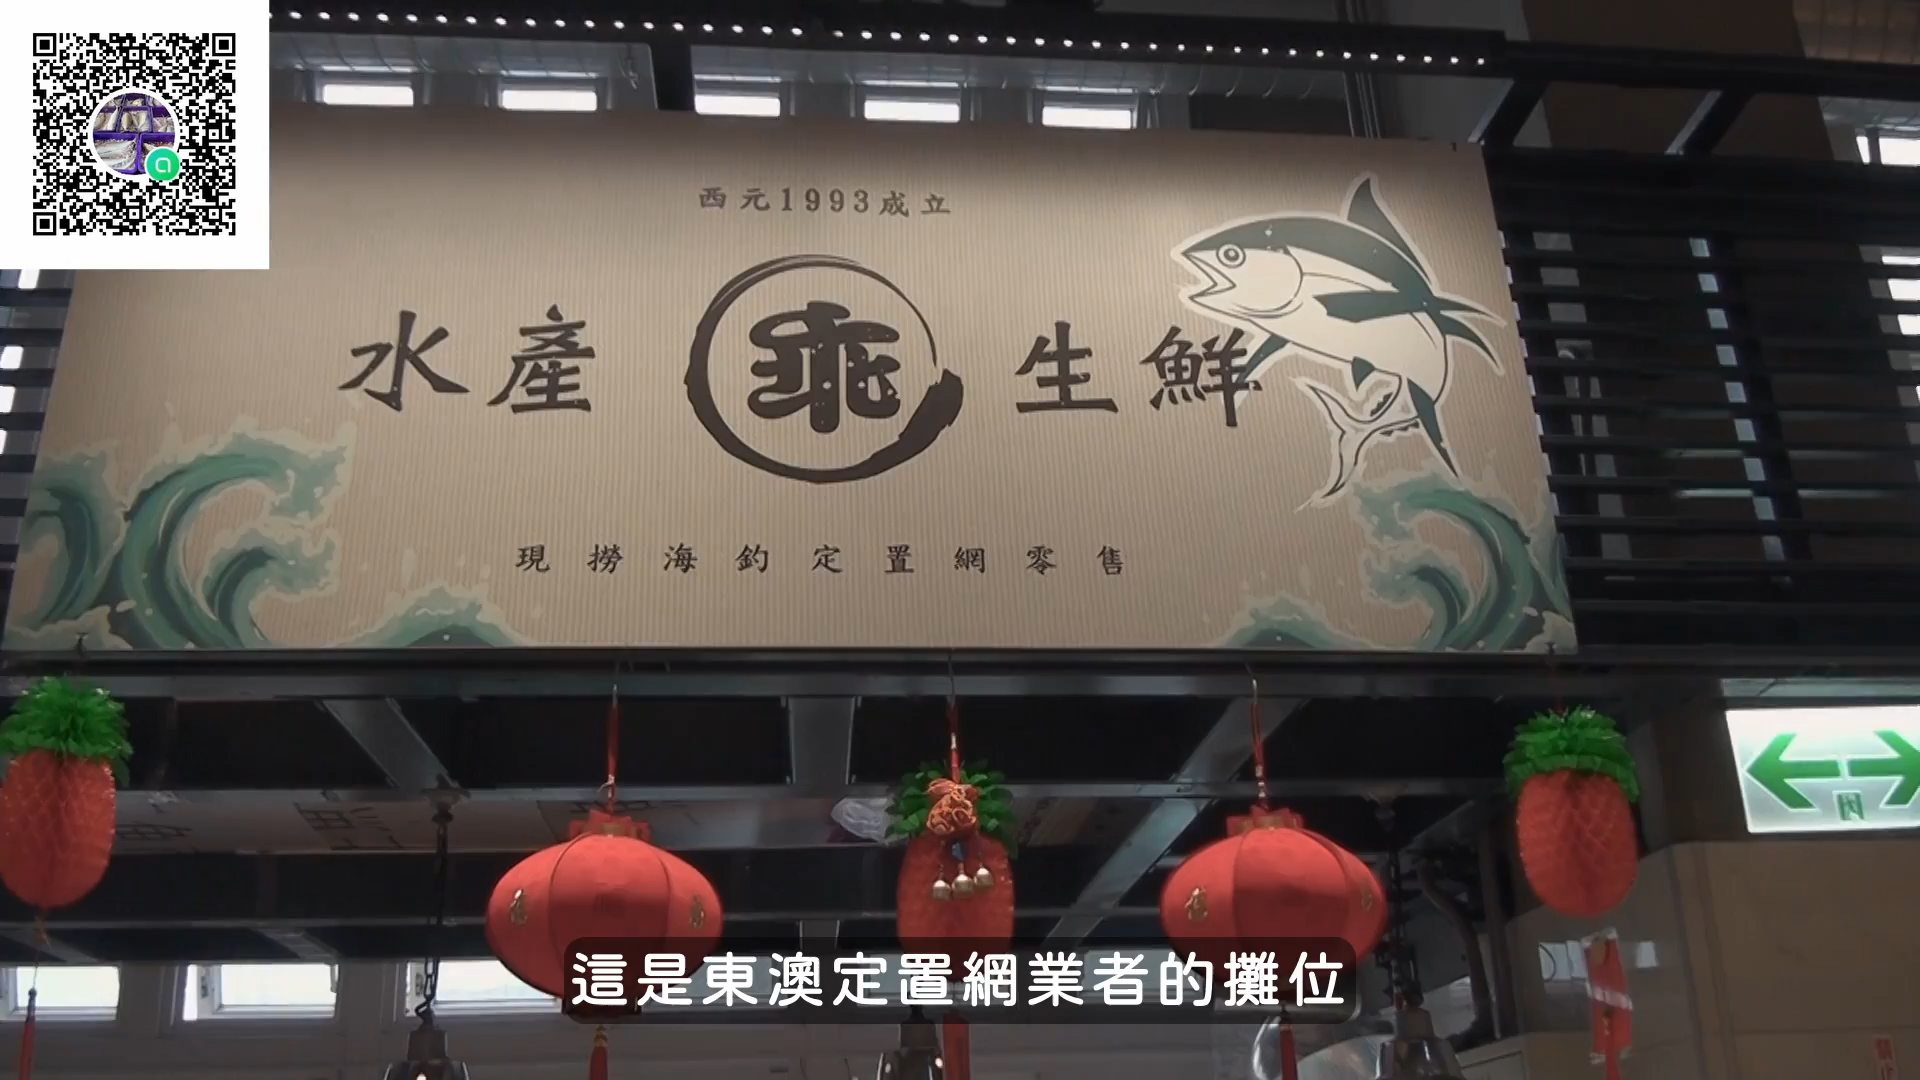 西元1993成立
水產 乖 生鮮
現撈海釣定置網零售
這是東澳定置網業者的攤位